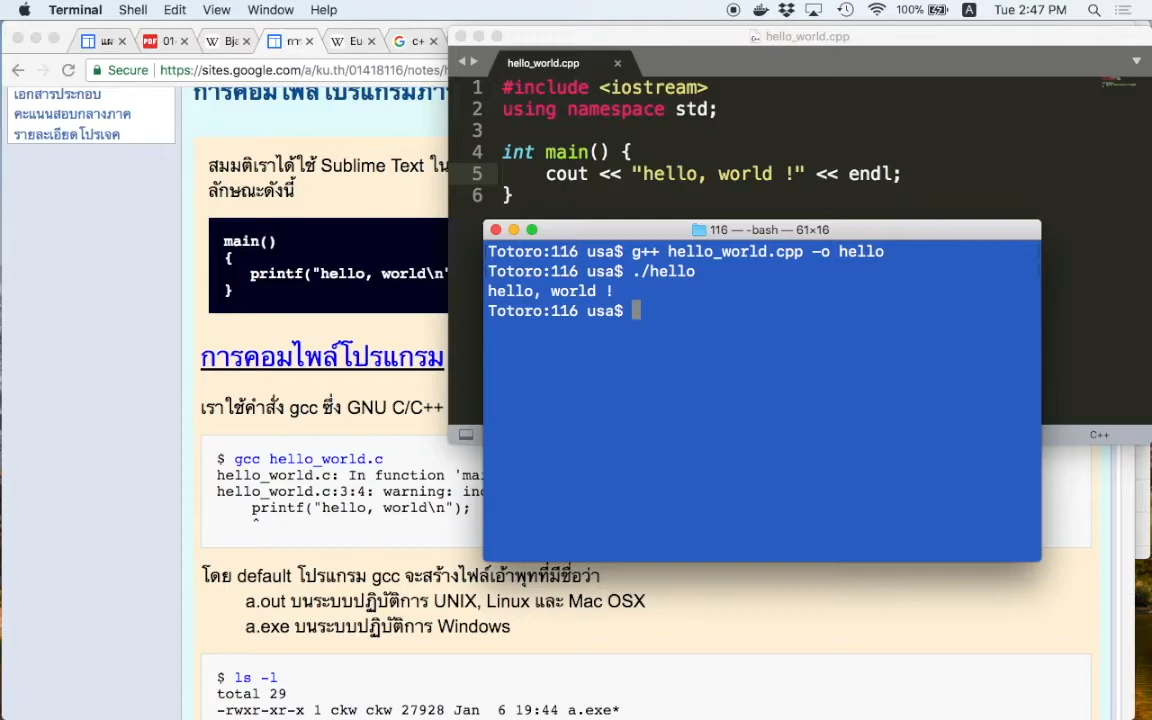 Terminal Shell Edit View Window Help 100% A Tue 2:47 PM
PDF 01- W Bja W Eu G c+
Secure https://sites.google.com/a/ku.th/01418116/notes/
hello_world.cpp
hello_world.cpp
1 #include <iostream>
2 using namespace std;
3
4 int main() {
5 cout << "hello, world !" << endl;
6 }
C++
116 — -bash — 61×16
Totoro:116 usa$ g++ hello_world.cpp -o hello
Totoro:116 usa$ ./hello
hello, world !
Totoro:116 usa$
เอกสารประกอบ
คะแนนสอบกลางภาค
รายละเอียดโปรเจค
สมมติเราได้ใช้ Sublime Text ใน
ลักษณะดังนี้
main()
{
printf("hello, world\n"
}
การคอมไพล์โปรแกรม
เราใช้คำสั่ง gcc ซึ่ง GNU C/C++
$ gcc hello_world.c
hello_world.c: In function 'mai
hello_world.c:3:4: warning: inc
printf("hello, world\n");
^
โดย default โปรแกรม gcc จะสร้างไฟล์เอ้าพุทที่มีชื่อว่า
a.out บนระบบปฏิบัติการ UNIX, Linux และ Mac OSX
a.exe บนระบบปฏิบัติการ Windows
$ ls -l
total 29
-rwxr-xr-x 1 ckw ckw 27928 Jan 6 19:44 a.exe*